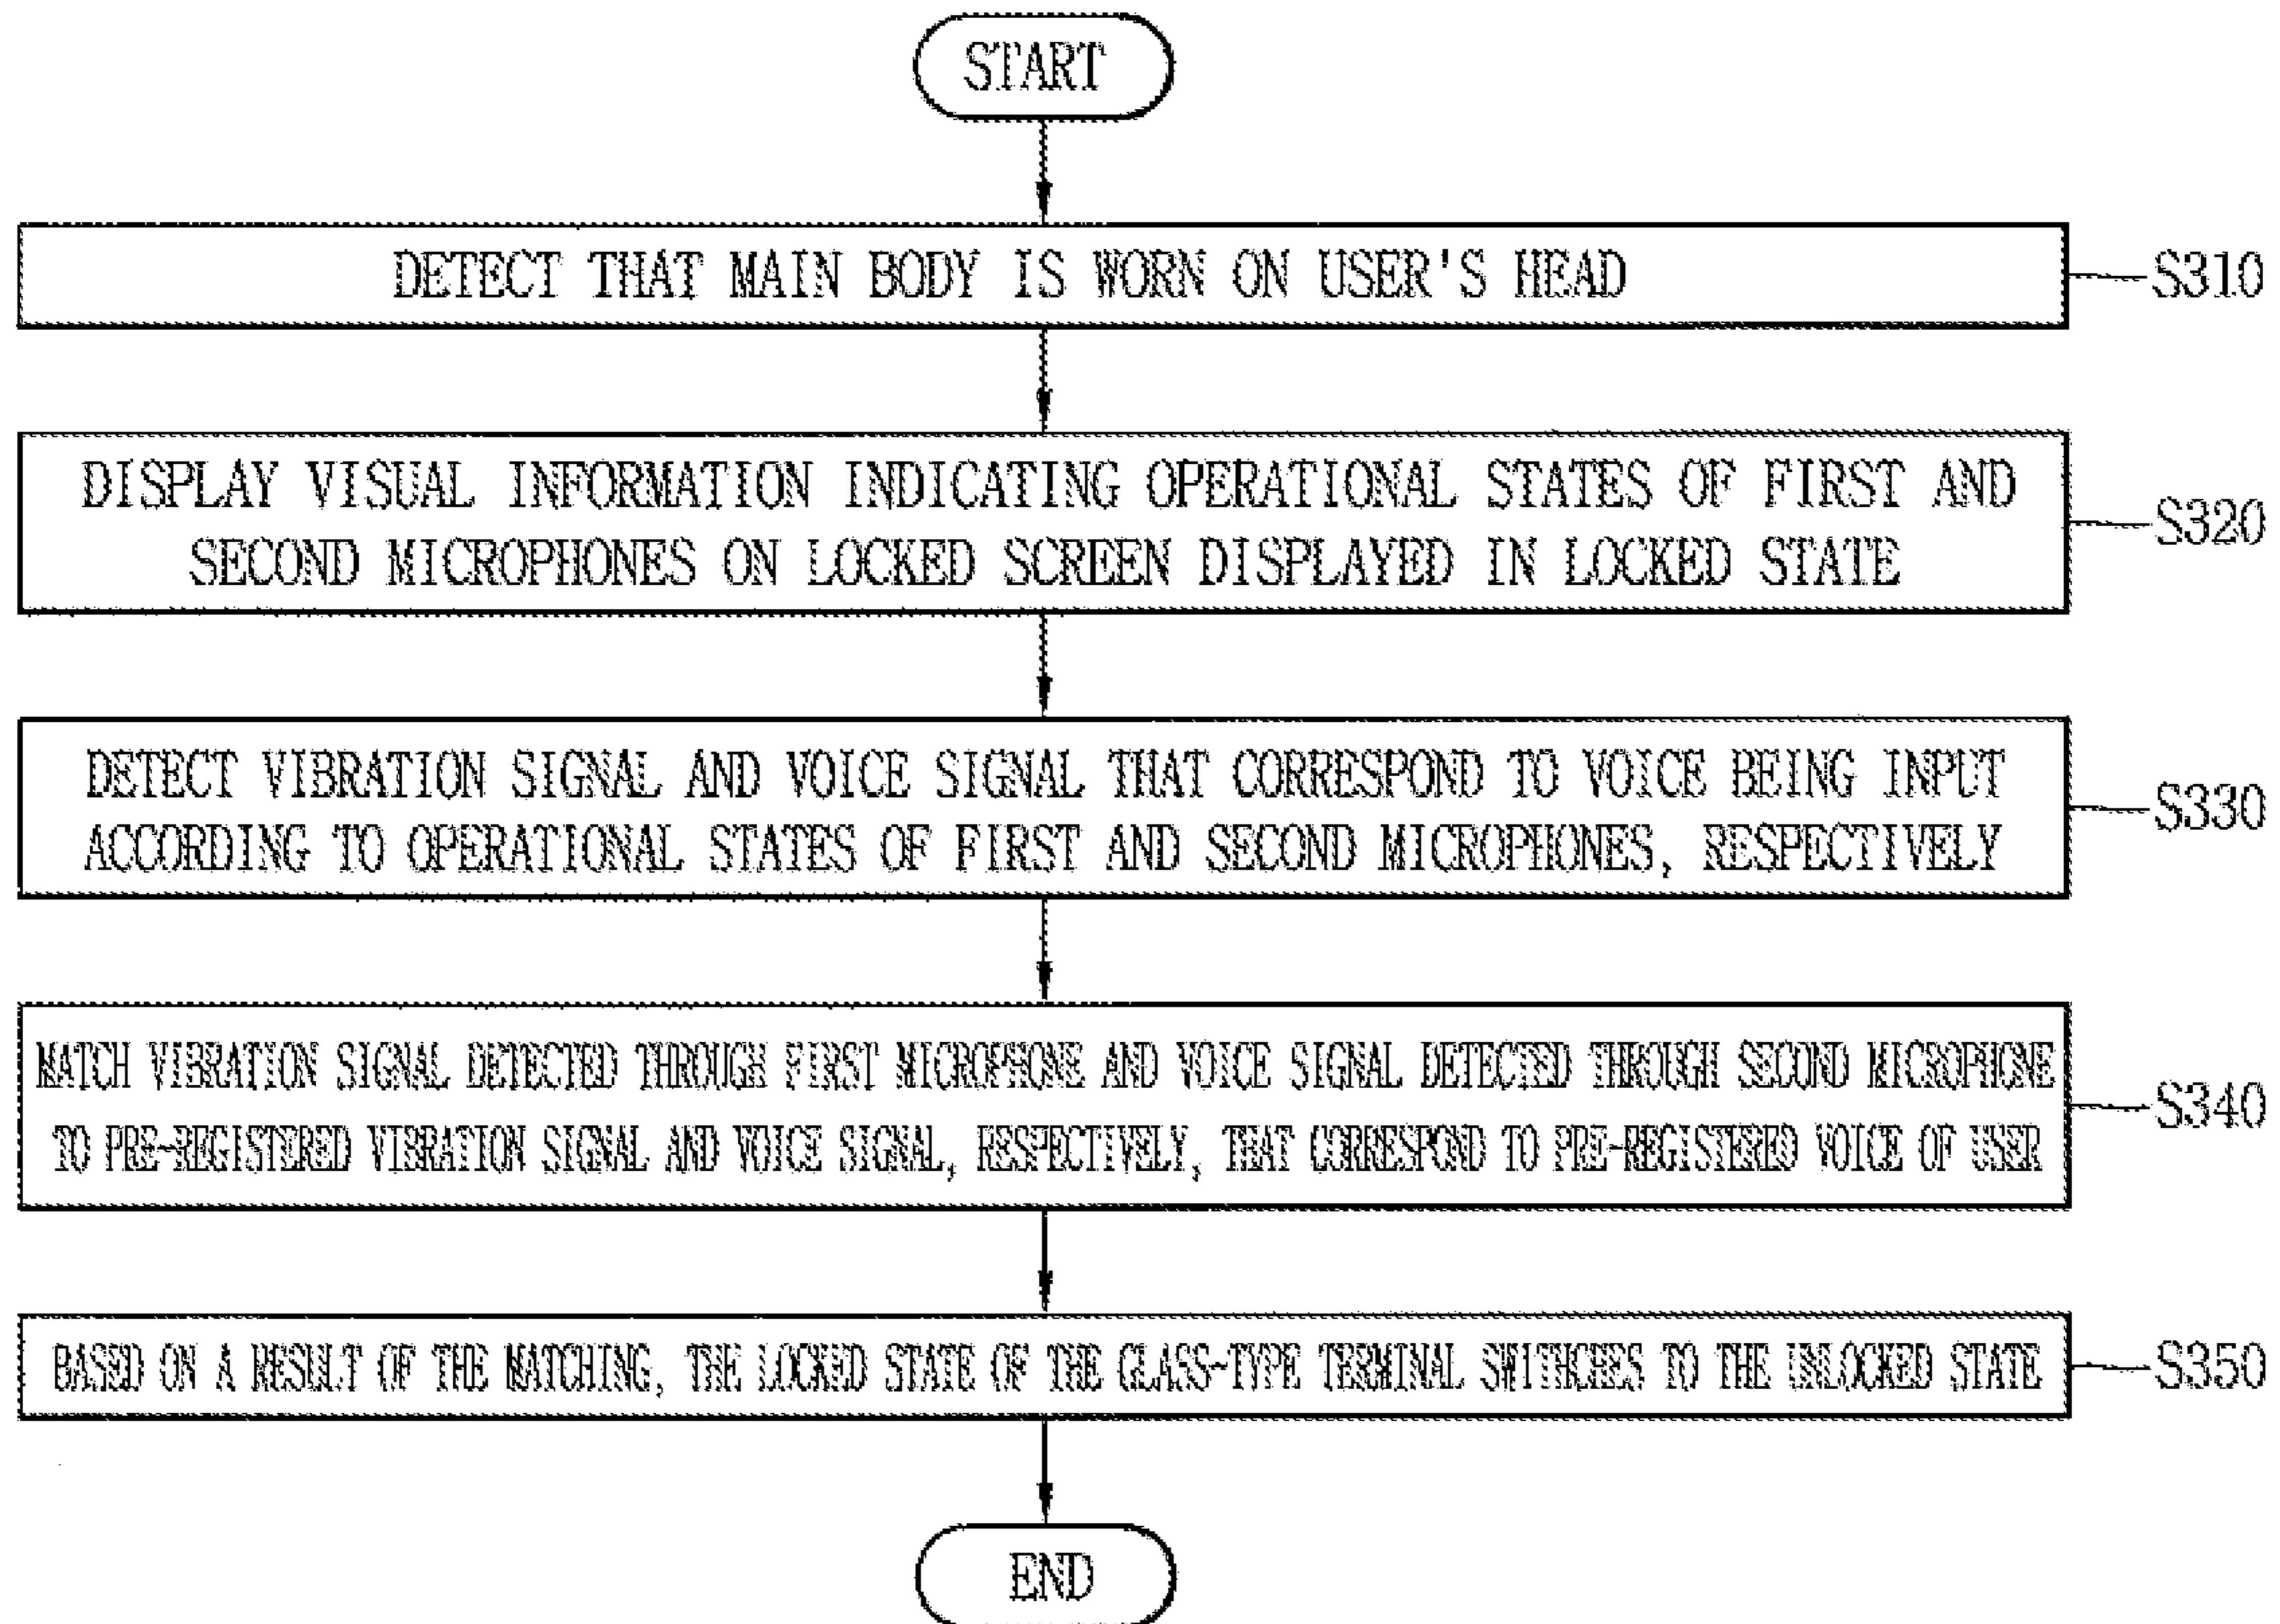 START
DETECT THAT MAIN BODY IS WORN ON USER'S HEAD
S310
DISPLAY VISUAL INFORMATION INDICATING OPERATIONAL STATES OF FIRST AND
SECOND MICROPHONES ON LOCKED SCREEN DISPLAYED IN LOCKED STATE
S320
DETECT VIBRATION SIGNAL AND VOICE SIGNAL THAT CORRESPOND TO VOICE BEING INPUT
ACCORDING TO OPERATIONAL STATES OF FIRST AND SECOND MICROPHONES, RESPECTIVELY
S330
MATCH VIBRATION SIGNAL DETECTED THROUGH FIRST MICROPHONE AND VOICE SIGNAL DETECTED THROUGH SECOND MICROPHONE
TO PRE-REGISTERED VIBRATION SIGNAL AND VOICE SIGNAL, RESPECTIVELY, THAT CORRESPOND TO PRE-REGISTERED VOICE OF USER
S340
BASED ON A RESULT OF THE MATCHING, THE LOCKED STATE OF THE GLASS-TYPE TERMINAL SWITHCHES TO THE UNLOCKED STATE
S350
END